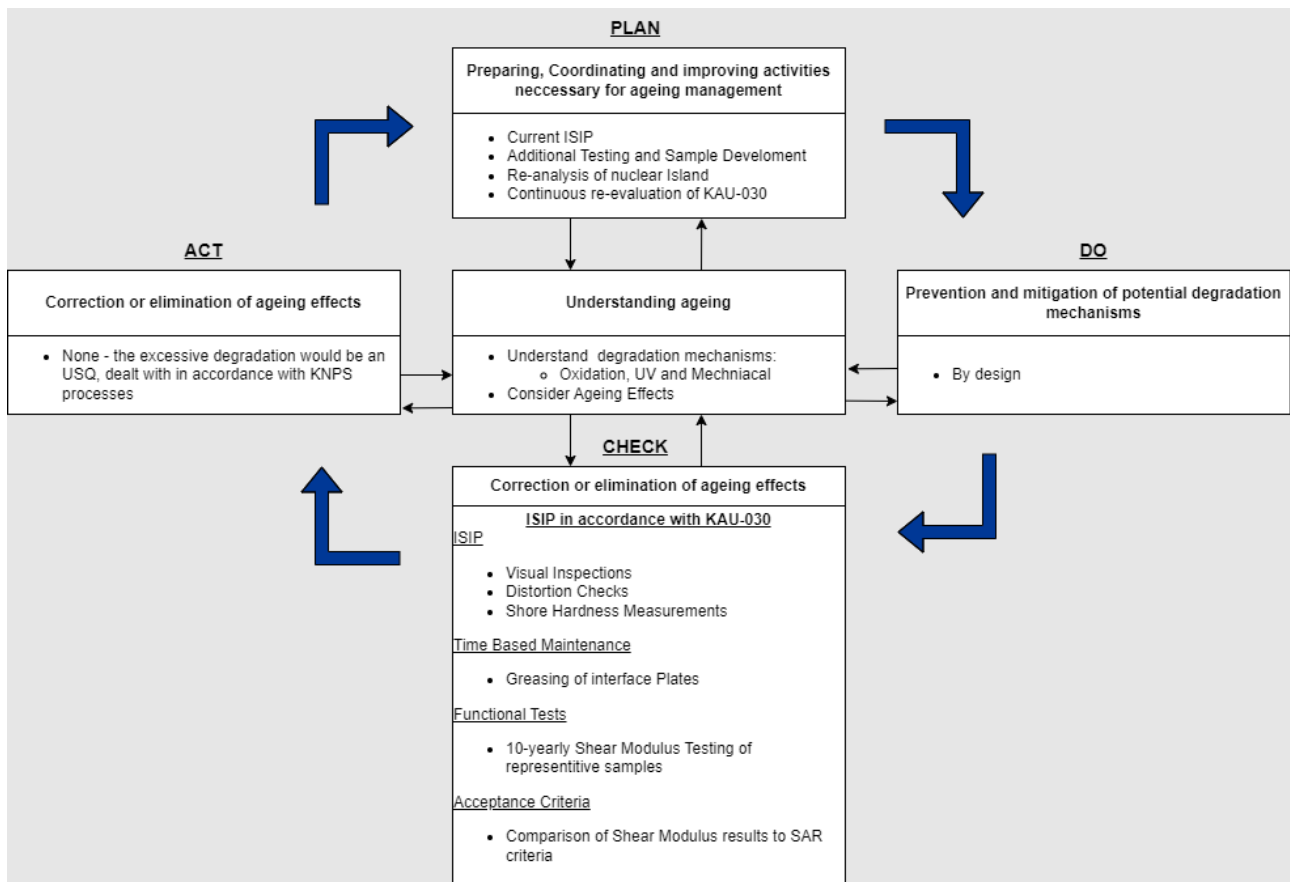 PLAN
Preparing, Coordinating and improving activities
neccessary for ageing management
Current ISIP
Additional Testing and Sample Develoment
Re-analysis of nuclear Island
Continuous re-evaluation of KAU-030
ACT
Correction or elimination of ageing effects
None - the excessive degradation would be an
USQ, dealt with in accordance with KNPS
processes
Understanding ageing
Understand degradation mechanisms:
Oxidation, UV and Mechniacal
Consider Ageing Effects
DO
Prevention and mitigation of potential degradation
mechanisms
By design
CHECK
Correction or elimination of ageing effects
ISIP in accordance with KAU-030
ISIP
Visual Inspections
Distortion Checks
Shore Hardness Measurements
Time Based Maintenance
Greasing of interface Plates
Functional Tests
10-yearly Shear Modulus Testing of
representitive samples
Acceptance Criteria
Comparison of Shear Modulus results to SAR
criteria